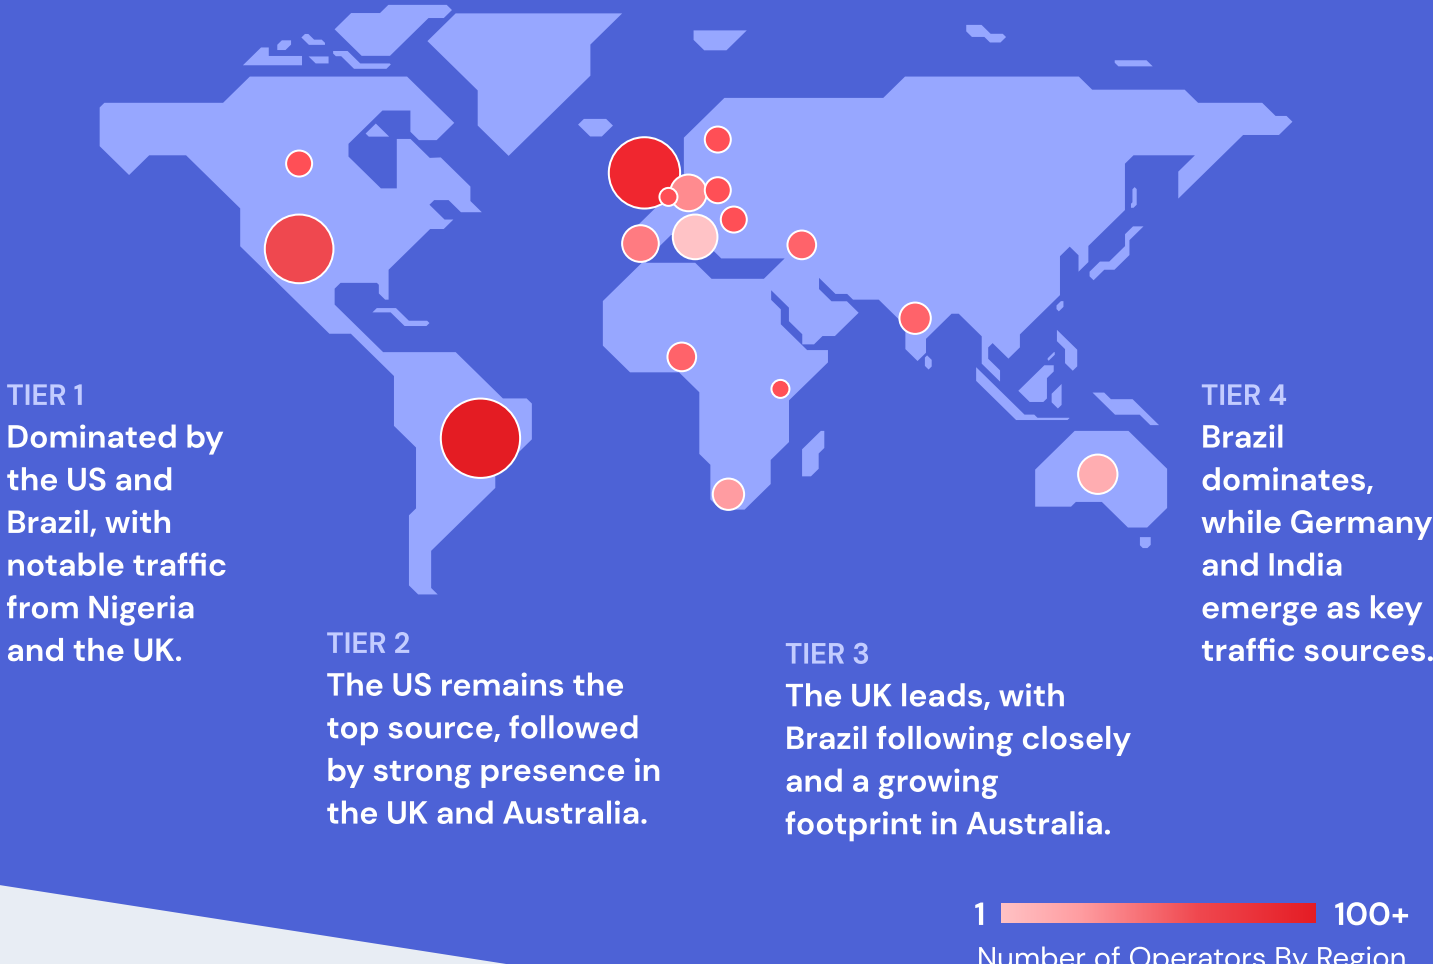 TIER 1
Dominated by
the US and
Brazil, with
notable traffic
from Nigeria
and the UK.
TIER 2
The US remains the
top source, followed
by strong presence in
the UK and Australia.
TIER 3
The UK leads, with
Brazil following closely
and a growing
footprint in Australia.
TIER 4
Brazil
dominates,
while Germany
and India
emerge as key
traffic sources.
1 100+
Number of Operators By Region